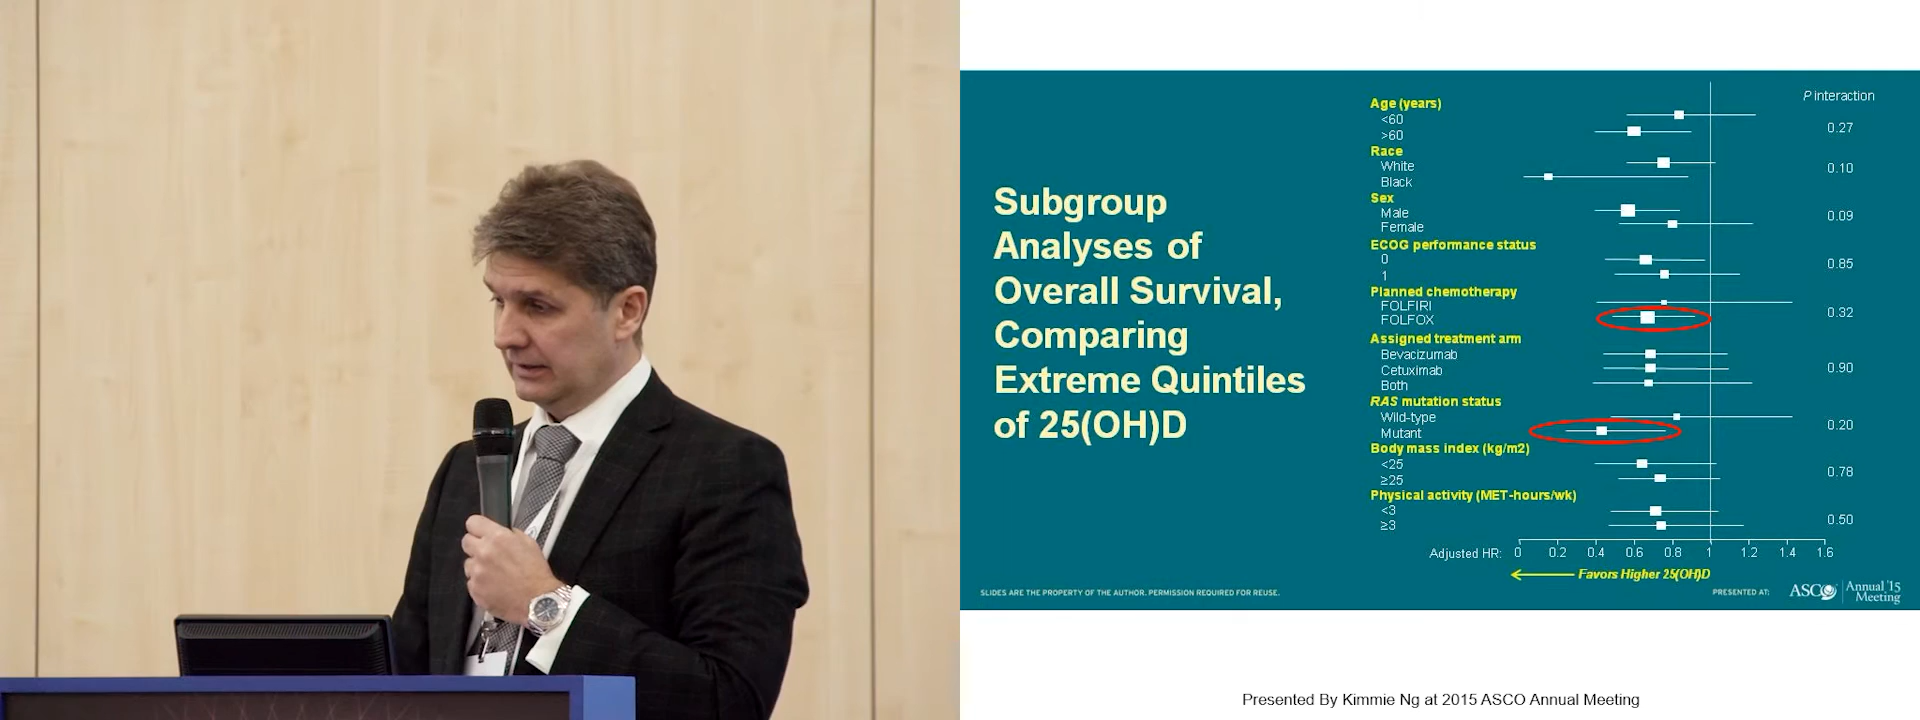 Subgroup
Analyses of
Overall Survival,
Comparing
Extreme Quintiles
of 25(OH)D
P interaction
Age (years)
<60
>60
0.27
Race
White
Black
0.10
Sex
Male
Female
0.09
ECOG performance status
0
1
0.85
Planned chemotherapy
FOLFIRI
FOLFOX
0.32
Assigned treatment arm
Bevacizumab
Cetuximab
Both
0.90
RAS mutation status
Wild-type
Mutant
0.20
Body mass index (kg/m2)
<25
≥25
0.78
Physical activity (MET-hours/wk)
<3
≥3
0.50
Adjusted HR: 0 0.2 0.4 0.6 0.8 1 1.2 1.4 1.6
Favors Higher 25(OH)D
SLIDES ARE THE PROPERTY OF THE AUTHOR. PERMISSION REQUIRED FOR REUSE.
PRESENTED AT: ASCO Annual '15 Meeting
Presented By Kimmie Ng at 2015 ASCO Annual Meeting